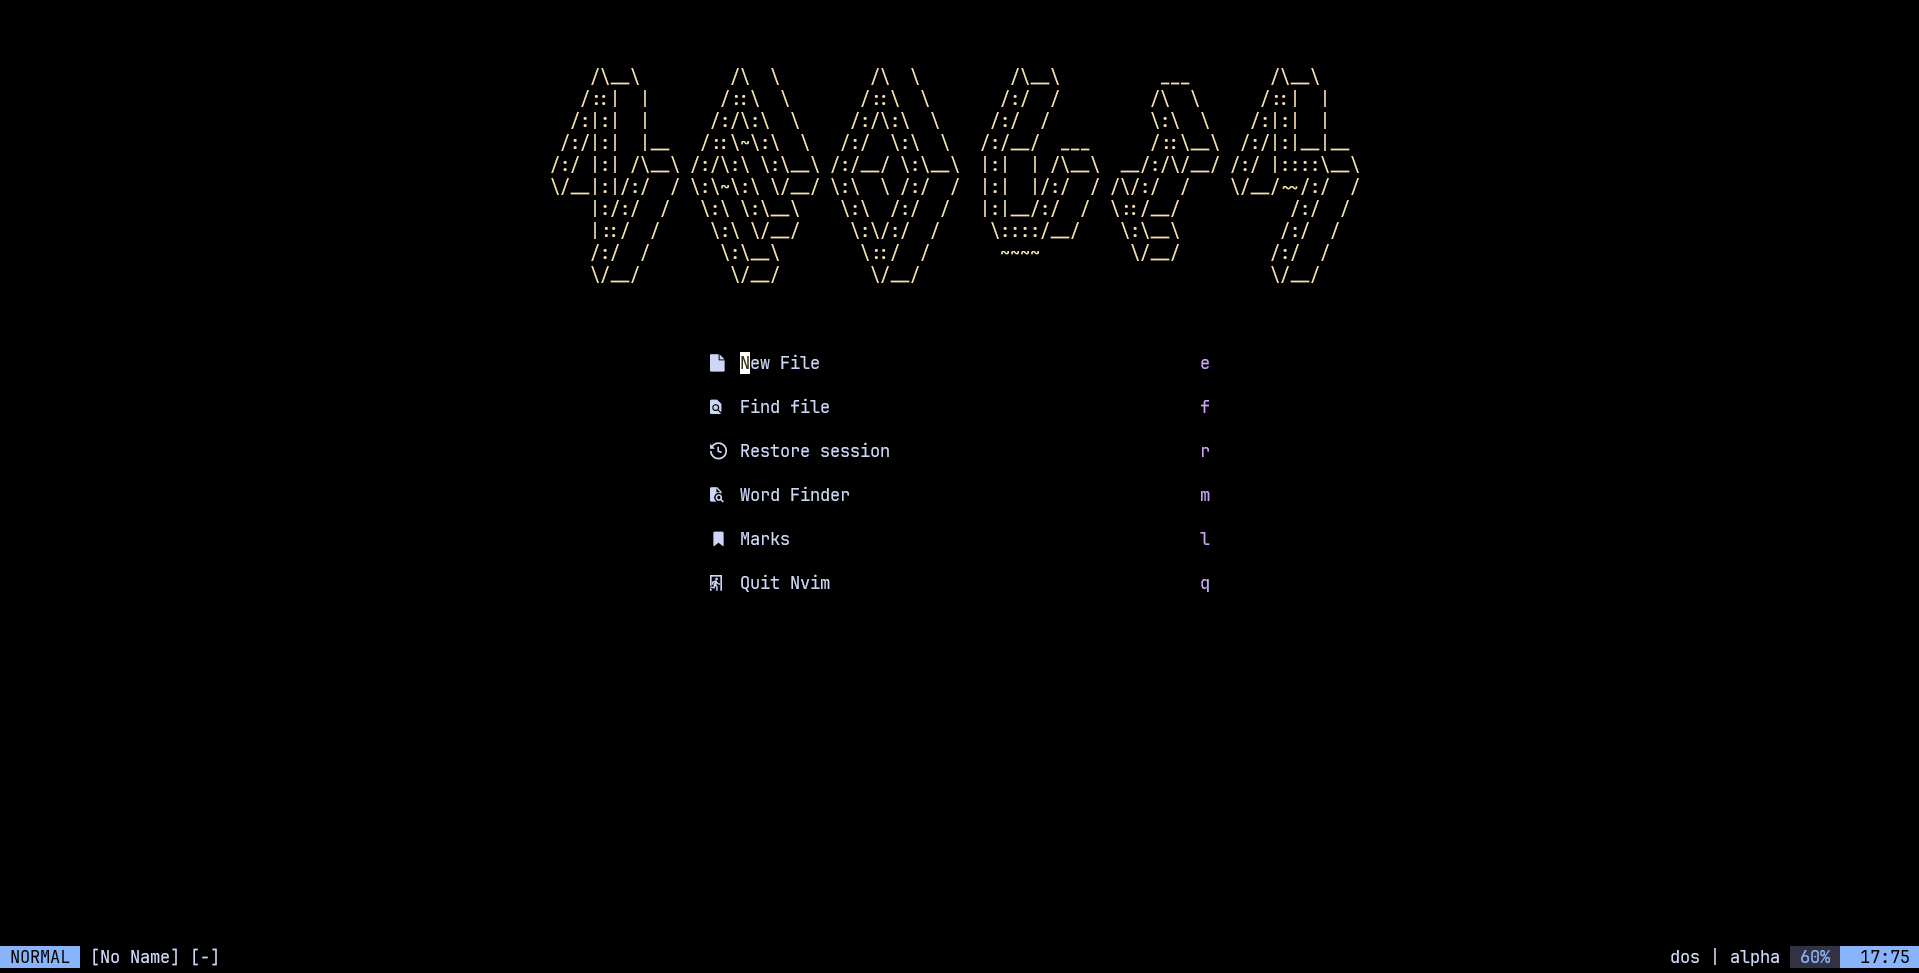 NEOVIM
New File e
Find file f
Restore session r
Word Finder m
Marks l
Quit Nvim q
NORMAL [No Name] [-] dos | alpha 60% 17:75